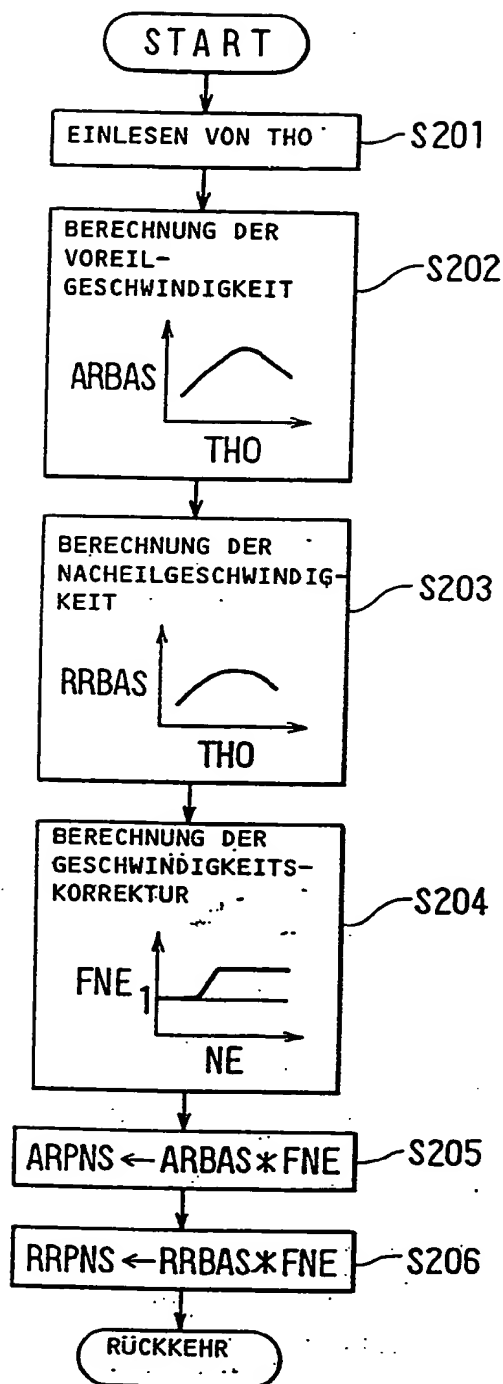 START
EINLESEN VON THO
S201
BERECHNUNG DER
VOREIL-
GESCHWINDIGKEIT
S202
ARBAS
THO
BERECHNUNG DER
NACHEILGESCHWINDIG-
KEIT
S203
RRBAS
THO
BERECHNUNG DER
GESCHWINDIGKEITS-
KORREKTUR
S204
FNE
1
NE
ARPNS ← ARBAS*FNE
S205
RRPNS ← RRBAS*FNE
S206
RÜCKKEHR